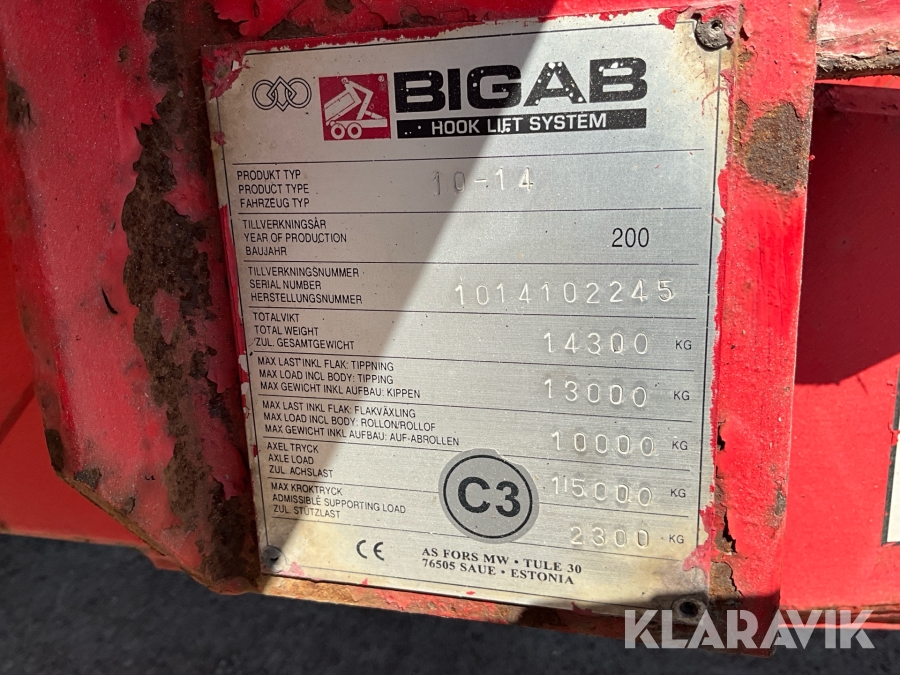 BIGAB
HOOK LIFT SYSTEM
PRODUKT TYP
PRODUCT TYPE 10-14
FAHRZEUG TYP
TILLVERKNINGSÅR
YEAR OF PRODUCTION 200
BAUJAHR
TILLVERKNINGSNUMMER
SERIAL NUMBER 1014102245
HERSTELLUNGSNUMMER
TOTALVIKT
TOTAL WEIGHT 14300 KG
ZUL. GESAMTGEWICHT
MAX LAST INKL FLAK: TIPPNING
MAX LOAD INCL BODY: TIPING 13000 KG
MAX GEWICHT INKL AUFBAU: KIPPEN
MAX LAST INKL FLAK: FLAKVÄXLING
MAX LOAD INCL BODY: ROLLON/ROLLOF 10000 KG
MAX GEWICHT INKL AUFBAU: AUF-ABROLLEN
AXEL TRYCK
AXLE LOAD 15000 KG
ZUL. ACHSLAST
MAX KROKTRYCK
ADMISSIBLE SUPPORTING LOAD 2300 KG
ZUL. STÜTZLAST
C3
CE
AS FORS MW • TULE 30
76505 SAUE • ESTONIA
KLARAVIK